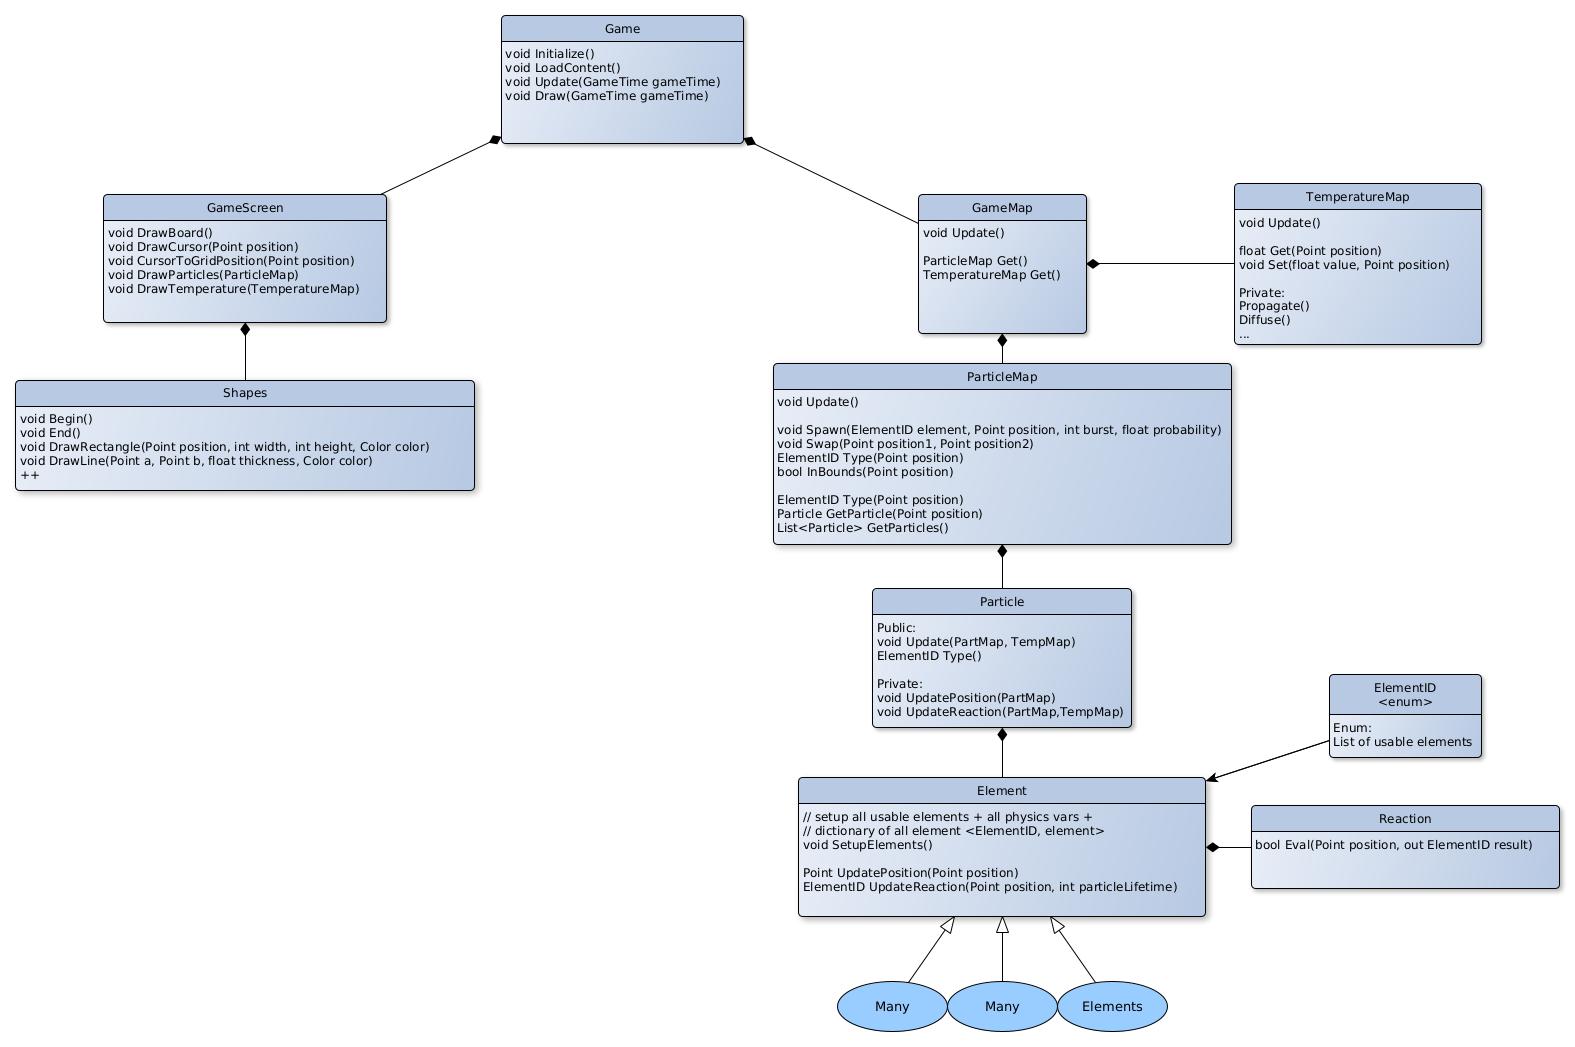 Game
void Initialize()
void LoadContent()
void Update(GameTime gameTime)
void Draw(GameTime gameTime)
GameScreen
void DrawBoard()
void DrawCursor(Point position)
void CursorToGridPosition(Point position)
void DrawParticles(ParticleMap)
void DrawTemperature(TemperatureMap)
GameMap
void Update()
ParticleMap Get()
TemperatureMap Get()
TemperatureMap
void Update()
float Get(Point position)
void Set(float value, Point position)
Private:
Propagate()
Diffuse()
...
Shapes
void Begin()
void End()
void DrawRectangle(Point position, int width, int height, Color color)
void DrawLine(Point a, Point b, float thickness, Color color)
++
ParticleMap
void Update()
void Spawn(ElementID element, Point position, int burst, float probability)
void Swap(Point position1, Point position2)
ElementID Type(Point position)
bool InBounds(Point position)
ElementID Type(Point position)
Particle GetParticle(Point position)
List<Particle> GetParticles()
Particle
Public:
void Update(PartMap, TempMap)
ElementID Type()
Private:
void UpdatePosition(PartMap)
void UpdateReaction(PartMap,TempMap)
ElementID
<enum>
Enum:
List of usable elements
Element
// setup all usable elements + all physics vars +
// dictionary of all element <ElementID, element>
void SetupElements()
Point UpdatePosition(Point position)
ElementID UpdateReaction(Point position, int particleLifetime)
Reaction
bool Eval(Point position, out ElementID result)
Many
Many
Elements